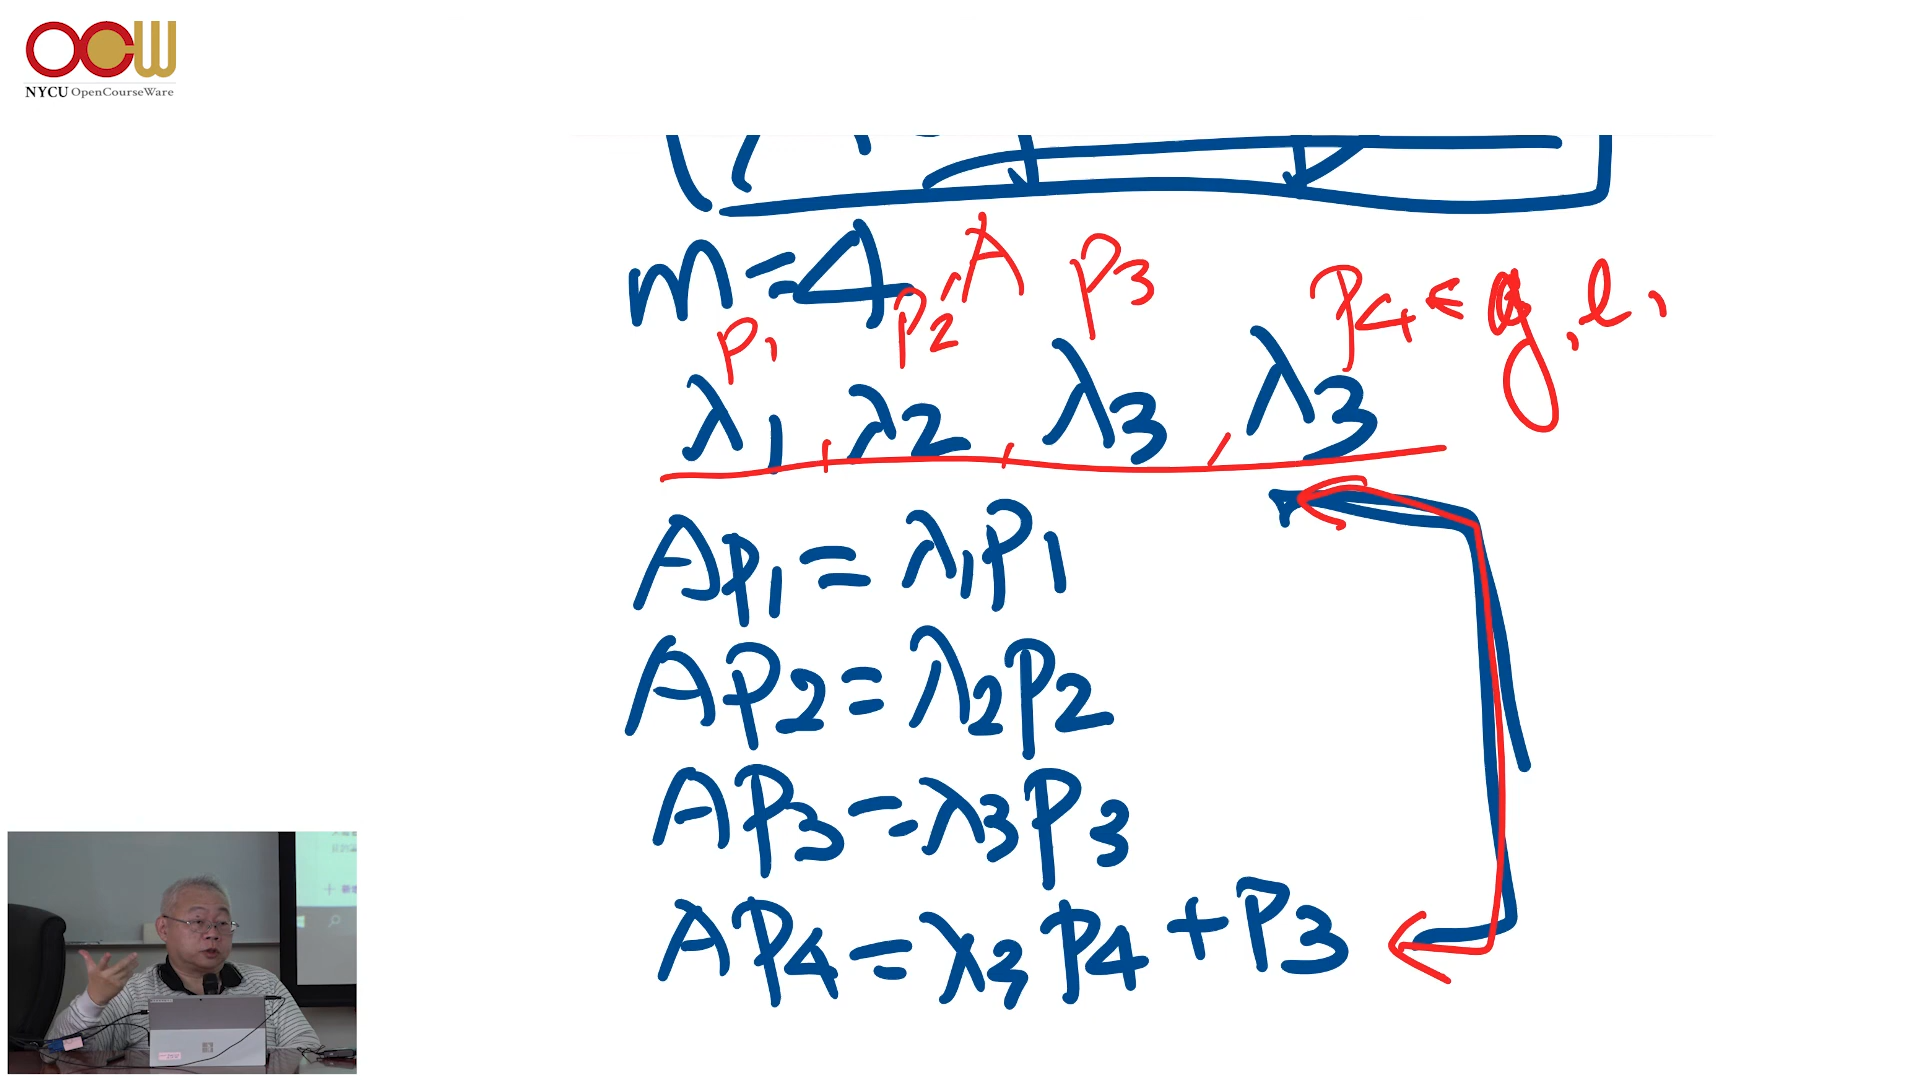 OCW
NYCU OpenCourseWare
m=4
A
P1 P2 P3 P4 ← g, l,
λ1, λ2, λ3, λ3
AP1 = λ1P1
AP2 = λ2P2
AP3 = λ3P3
AP4 = λ3P4 + P3